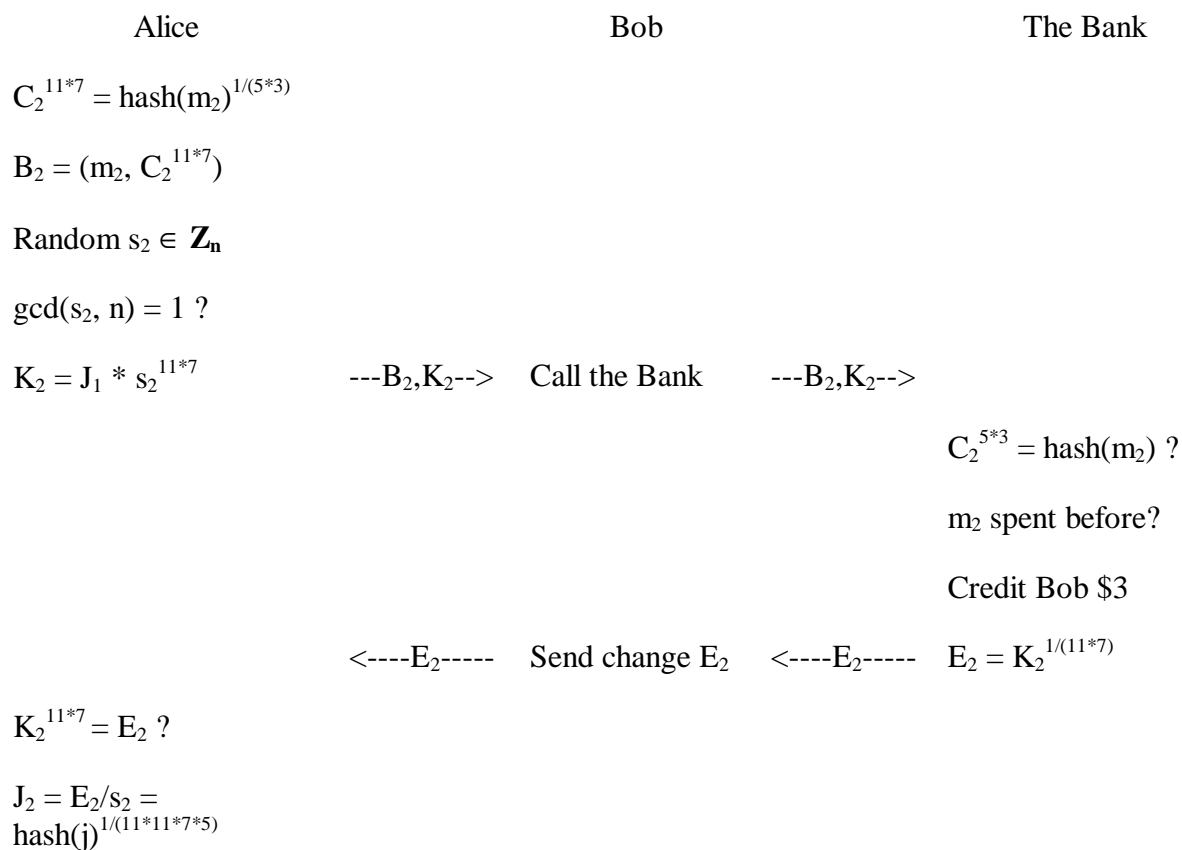 Alice Bob The Bank
C₂^11*7 = hash(m₂)^1/(5*3)
B₂ = (m₂, C₂^11*7)
Random s₂ ∈ Zₙ
gcd(s₂, n) = 1 ?
K₂ = J₁ * s₂^11*7 ---B₂,K₂--> Call the Bank ---B₂,K₂-->
C₂^5*3 = hash(m₂) ?
m₂ spent before?
Credit Bob $3
<----E₂----- Send change E₂ <----E₂----- E₂ = K₂^1/(11*7)
K₂^11*7 = E₂ ?
J₂ = E₂/s₂ =
hash(j)^1/(11*11*7*5)